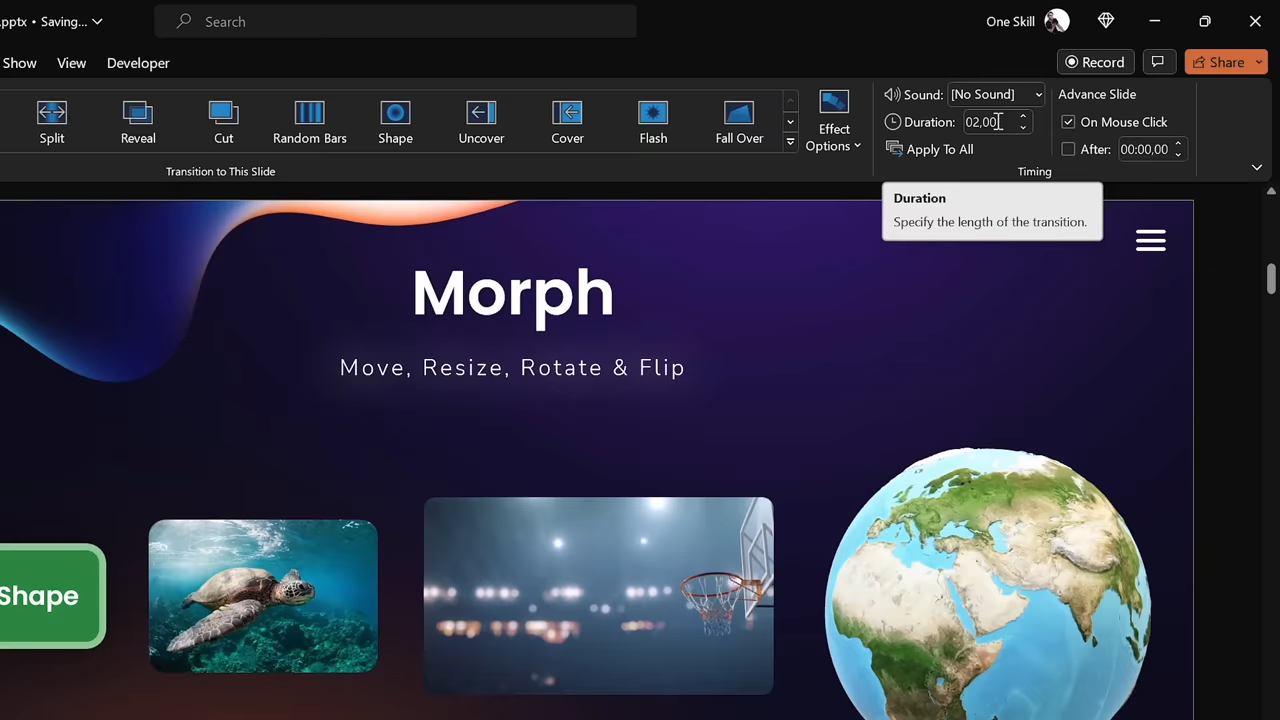 .pptx • Saving...
Search
One Skill
Show
View
Developer
Record
Share
Split
Reveal
Cut
Random Bars
Shape
Uncover
Cover
Flash
Fall Over
Effect
Options
Transition to This Slide
Sound: [No Sound]
Duration: 02,00
Apply To All
Advance Slide
On Mouse Click
After: 00:00,00
Timing
Duration
Specify the length of the transition.
Morph
Move, Resize, Rotate & Flip
Shape